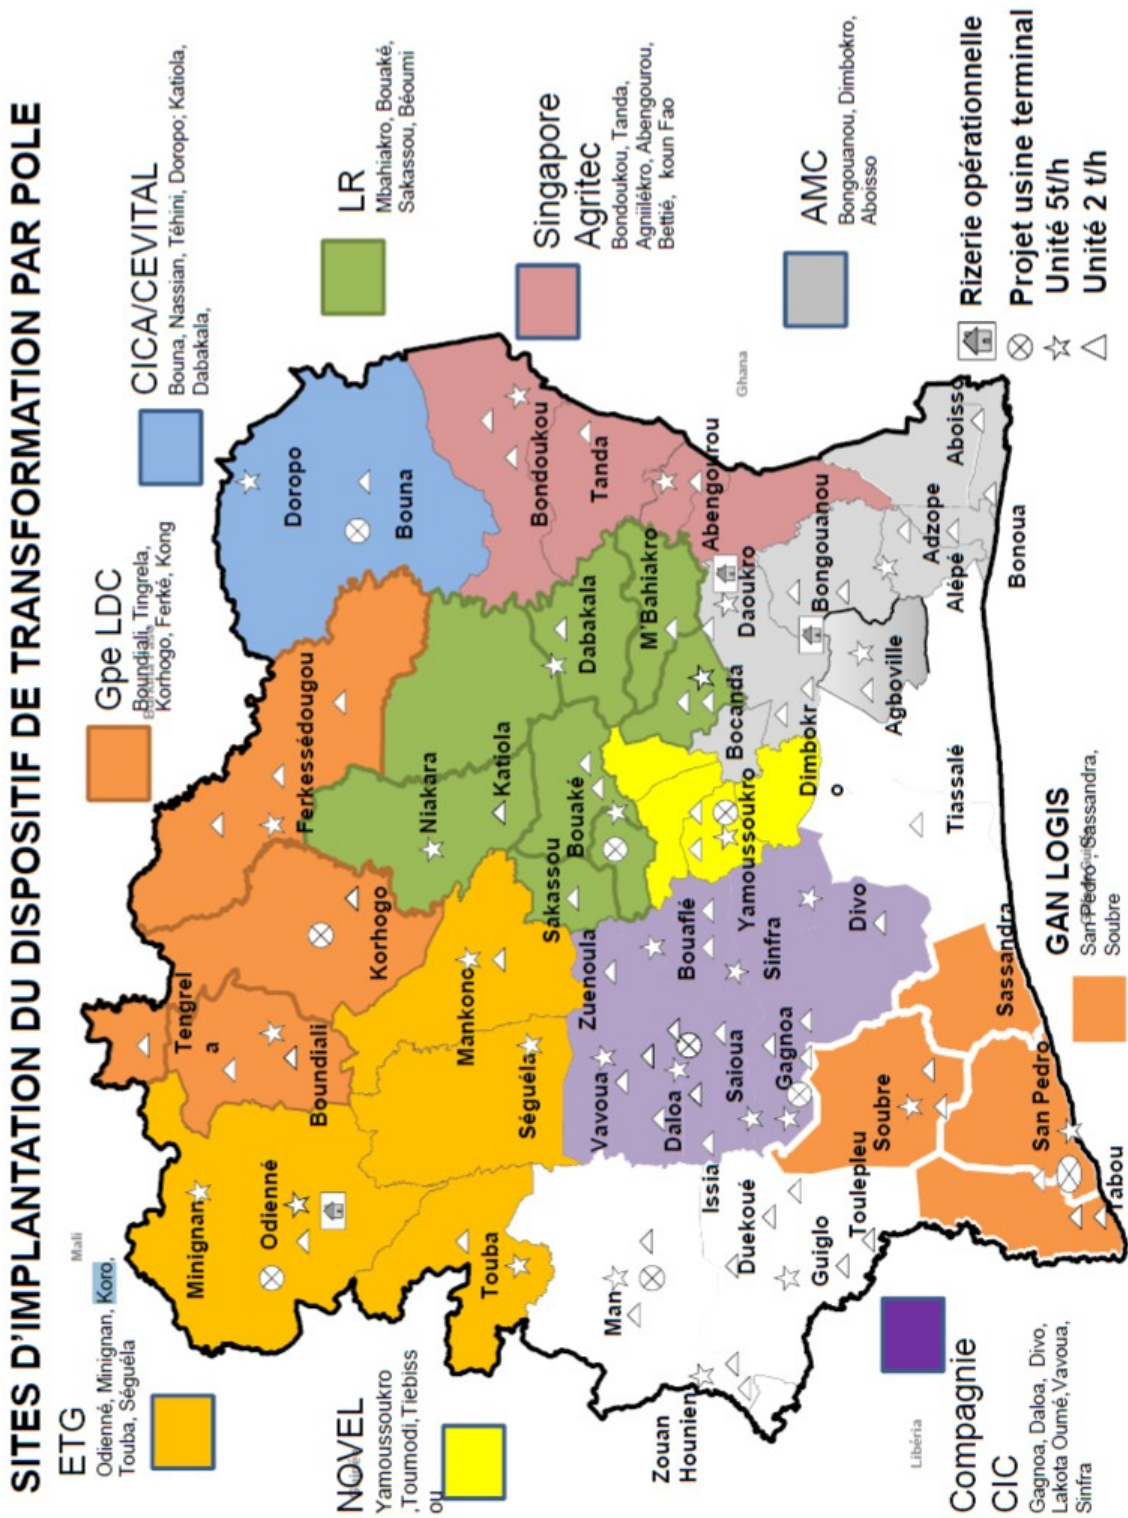 SITES D'IMPLANTATION DU DISPOSITIF DE TRANSFORMATION PAR POLE
ETG
Odienné, Minignan, Koro,
Touba, Séguéla
Mali
Gpe LDC
Boundiali, Tingrela,
Korhogo, Ferké, Kong
CICA/CEVITAL
Bouna, Nassian, Téhini, Doropo; Katiola,
Dabakala,
LR
Mbahiakro, Bouaké,
Sakassou, Béoumi
Singapore
Agritec
Bondoukou, Tanda,
Agniilékro, Abengourou,
Bettié, koun Fao
AMC
Bongouanou, Dimbokro,
Aboisso
Rizerie opérationnelle
Projet usine terminal
Unité 5t/h
Unité 2 t/h
NOVEL
Yamoussoukro
,Toumodi,Tiebiss
ou
Compagnie
CIC
Gagnoa, Daloa, Divo,
Lakota Oumé,Vavoua,
Sinfra
GAN LOGIS
San Pedro, Sassandra,
Soubre
Libéria
Ghana
Tengrel
a
Minignan
Odienné
Boundiali
Korhogo
Ferkessédougou
Doropo
Bouna
Niakara
Katiola
Mankono
Séguéla
Touba
Sakassou
Bouaké
Dabakala
M'Bahiakro
Bondoukou
Tanda
Abengourou
Daoukro
Bocanda
Bongouanou
Dimbokr
o
Yamoussoukro
Zuenoula
Bouaflé
Sinfra
Vavoua
Daloa
Saioua
Issia
Gagnoa
Divo
Man
Duekoué
Guiglo
Toulepleu
Zouan
Hounien
Soubre
San Pedro
Tabou
Sassandra
Tiassalé
Agboville
Adzope
Alépé
Aboisso
Bonoua